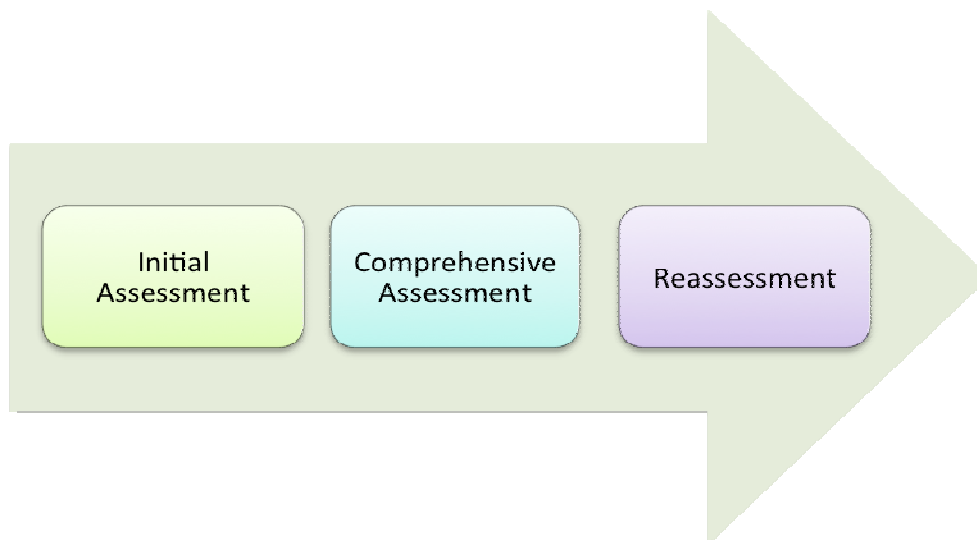 Initial
Assessment
Comprehensive
Assessment
Reassessment